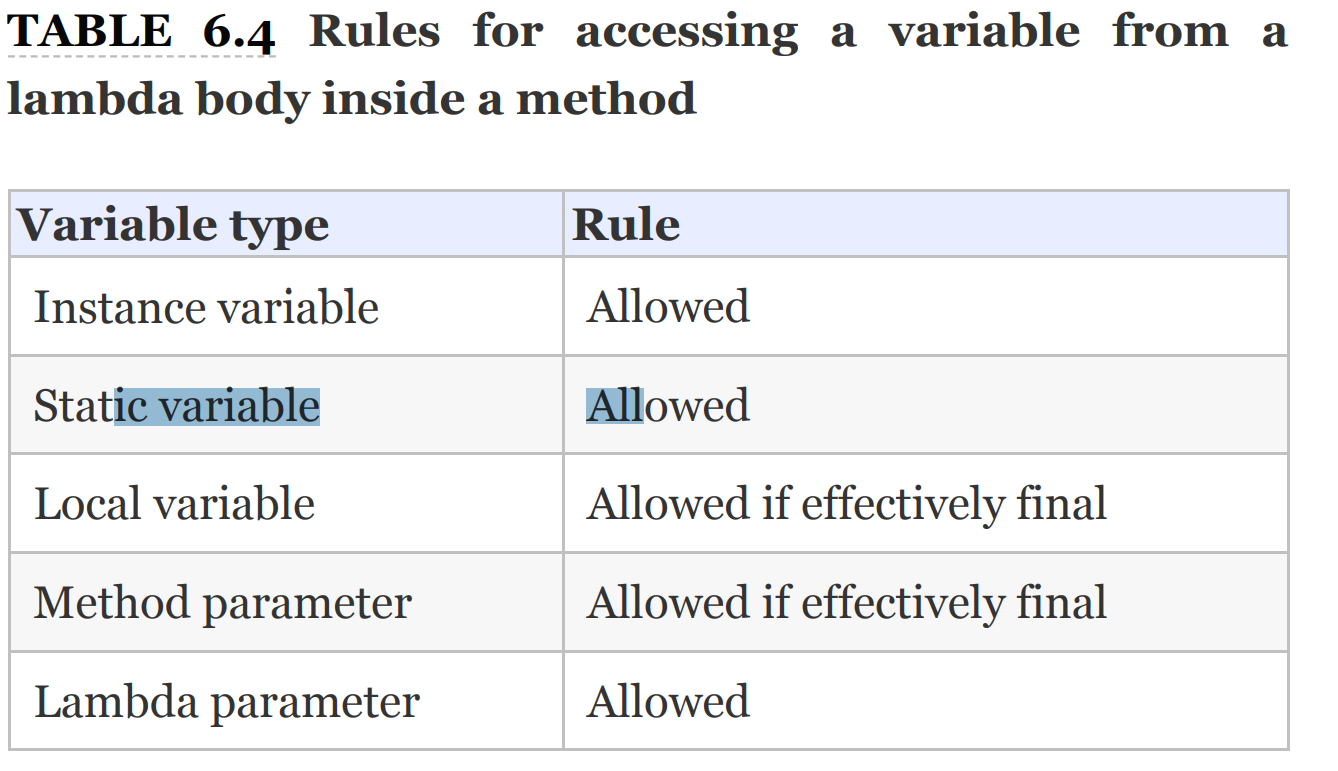 TABLE 6.4 Rules for accessing a variable from a
lambda body inside a method
Variable type Rule
Instance variable Allowed
Static variable Allowed
Local variable Allowed if effectively final
Method parameter Allowed if effectively final
Lambda parameter Allowed